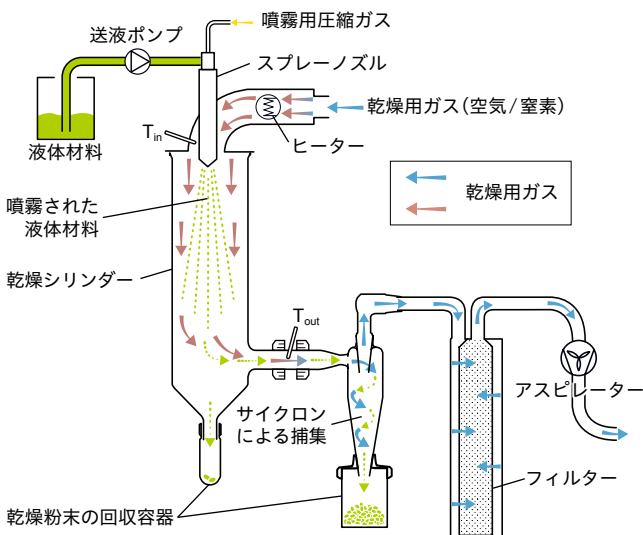 噴霧用圧縮ガス
送液ポンプ
スプレーノズル
乾燥用ガス(空気/窒素)
Tin
ヒーター
液体材料
乾燥用ガス
噴霧された
液体材料
乾燥シリンダー
Tout
アスピレーター
サイクロン
による捕集
フィルター
乾燥粉末の回収容器